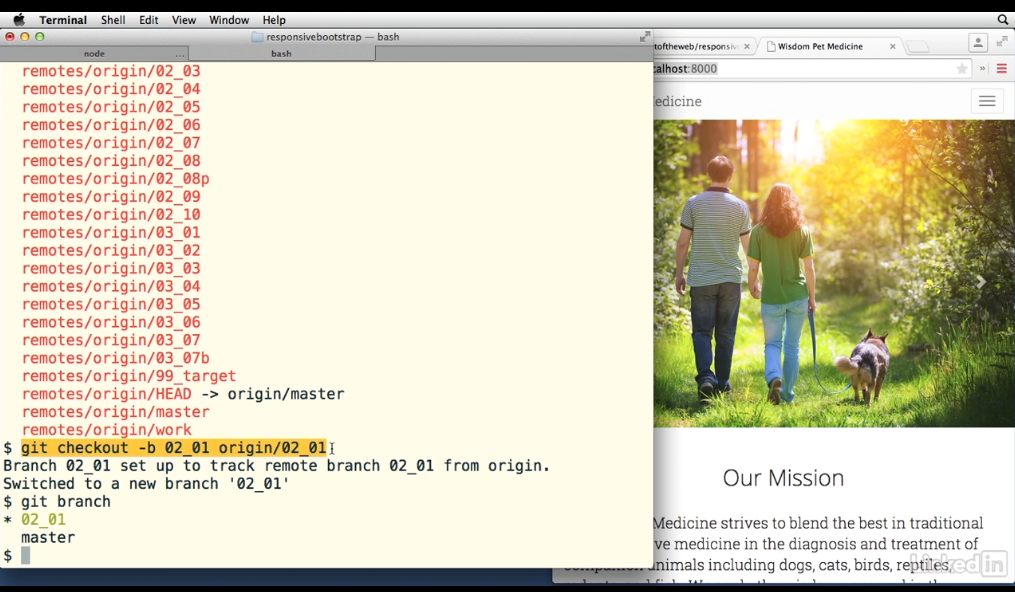 Terminal Shell Edit View Window Help
responsivebootstrap — bash
node ... bash
remotes/origin/02_03
remotes/origin/02_04
remotes/origin/02_05
remotes/origin/02_06
remotes/origin/02_07
remotes/origin/02_08
remotes/origin/02_08p
remotes/origin/02_09
remotes/origin/02_10
remotes/origin/03_01
remotes/origin/03_02
remotes/origin/03_03
remotes/origin/03_04
remotes/origin/03_05
remotes/origin/03_06
remotes/origin/03_07
remotes/origin/03_07b
remotes/origin/99_target
remotes/origin/HEAD -> origin/master
remotes/origin/master
remotes/origin/work
$ git checkout -b 02_01 origin/02_01
Branch 02_01 set up to track remote branch 02_01 from origin.
Switched to a new branch '02_01'
$ git branch
* 02_01
master
$
toftheweb/responsiv Wisdom Pet Medicine
calhost:8000
edicine
Our Mission
Medicine strives to blend the best in traditional
ve medicine in the diagnosis and treatment of
companion animals including dogs, cats, birds, reptiles,
Linked in